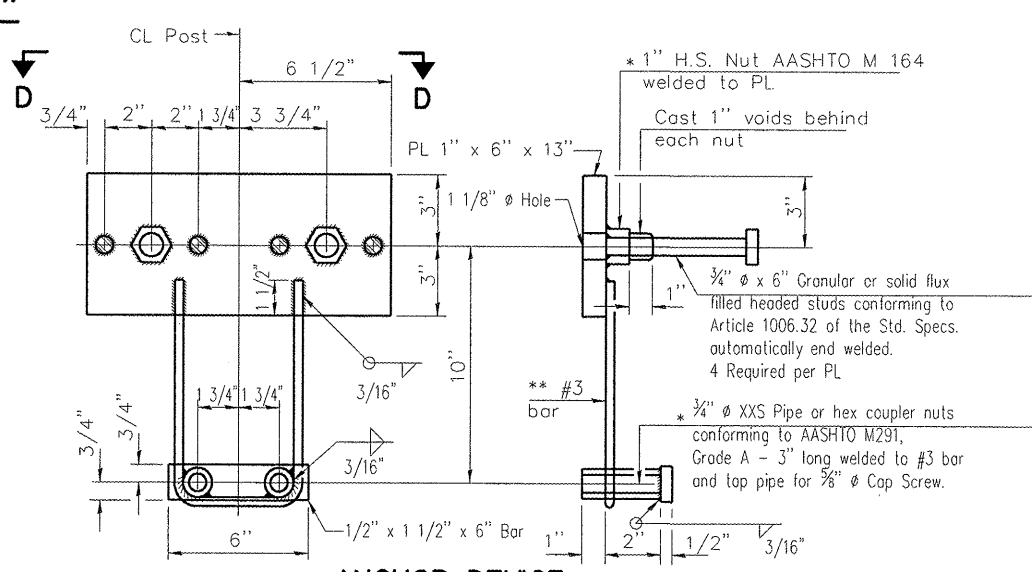 CL Post
6 1/2"
D
D
3/4"
2"
2"
1 3/4"
3 3/4"
3"
3"
1 1/2"
10"
3/16"
1 3/4"
1 3/4"
3/4"
3/4"
3/16"
6"
1/2" x 1 1/2" x 6" Bar
* 1" H.S. Nut AASHTO M 164
welded to PL
Cast 1" voids behind
each nut
PL 1" x 6" x 13"
1 1/8" ø Hole
3"
1"
3/4" ø x 6" Granular or solid flux
filled headed studs conforming to
Article 1006.32 of the Std. Specs.
automatically end welded.
4 Required per PL
** #3
bar
* 3/4" ø XXS Pipe or hex coupler nuts
conforming to AASHTO M291,
Grade A - 3" long welded to #3 bar
and tap pipe for 5/8" ø Cap Screw.
1"
2"
1/2"
3/16"